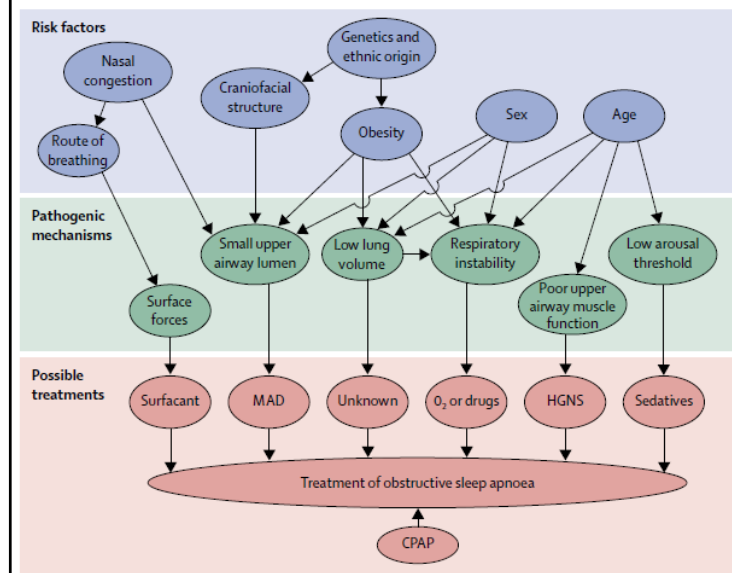 Risk factors
Genetics and
ethnic origin
Nasal
congestion
Craniofacial
structure
Sex
Age
Obesity
Route of
breathing
Pathogenic
mechanisms
Small upper
airway lumen
Low lung
volume
Respiratory
instability
Low arousal
threshold
Surface
forces
Poor upper
airway muscle
function
Possible
treatments
Surfacant
MAD
Unknown
O₂ or drugs
HGNS
Sedatives
Treatment of obstructive sleep apnoea
CPAP